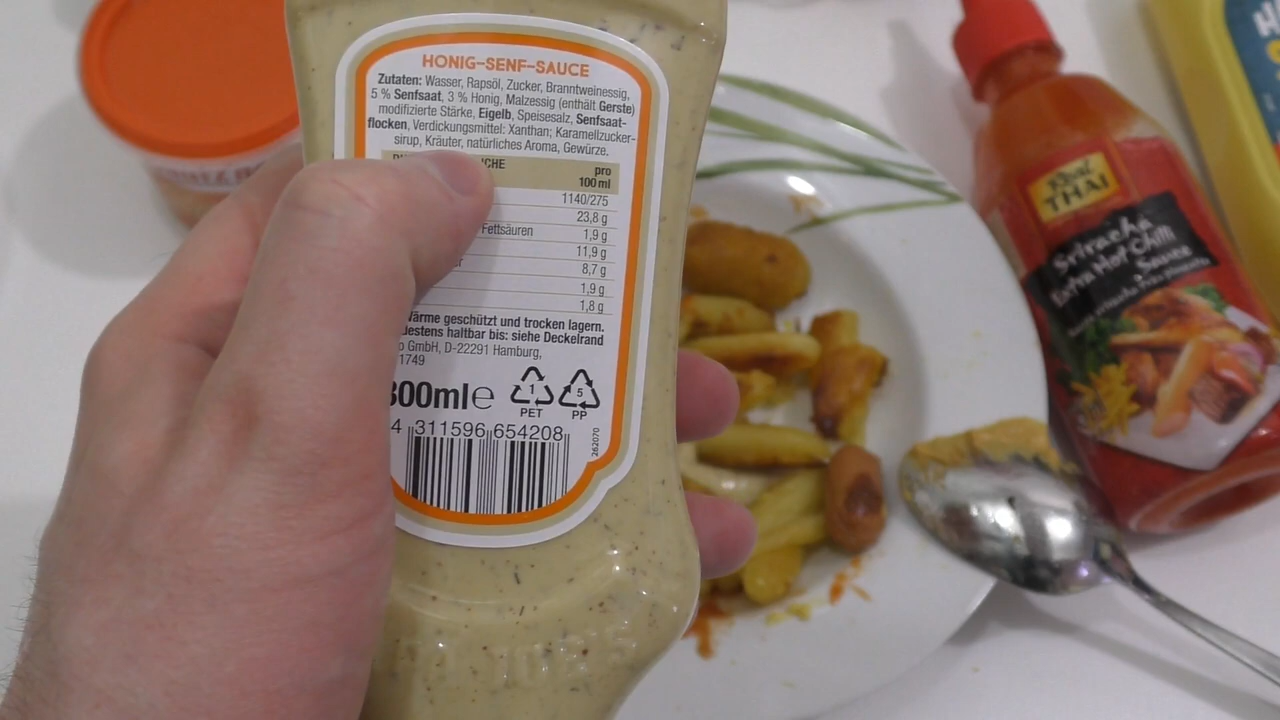 HONIG-SENF-SAUCE
Zutaten: Wasser, Rapsöl, Zucker, Branntweinessig,
5 % Senfsaat, 3 % Honig, Malzessig (enthält Gerste)
modifizierte Stärke, Eigelb, Speisesalz, Senfsaat-
flocken, Verdickungsmittel: Xanthan; Karamellzucker-
sirup, Kräuter, natürliches Aroma, Gewürze.
pro
100 ml
1140/275
23,8 g
Fettsäuren 1,9 g
11,9 g
8,7 g
1,9 g
1,8 g
geschützt und trocken lagern.
haltbar bis: siehe Deckelrand
GmbH, D-22291 Hamburg,
1749
300ml e
1
PET
5
PP
4 311596 654208
262070
Real
THAI
Sriracha
Extra Hot Chilli
Sauce
H